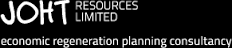 JOHT RESOURCES
LIMITED
economic regeneration planning consultancy